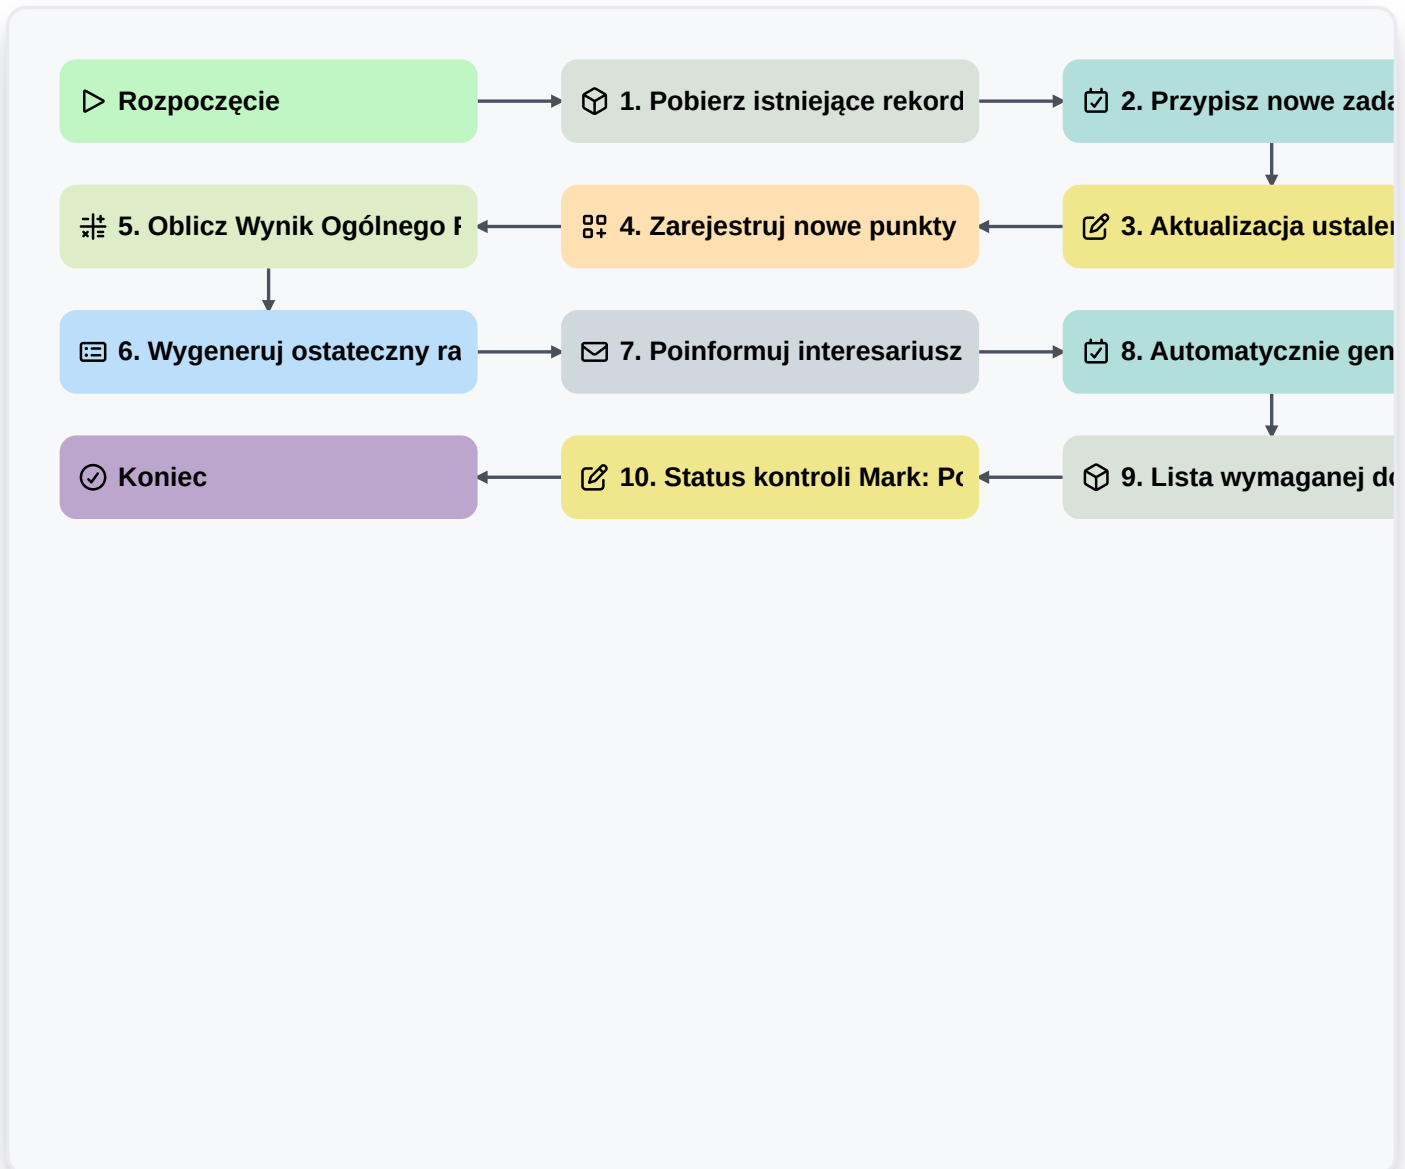 Rozpoczęcie
1. Pobierz istniejące rekord
2. Przypisz nowe zada
5. Oblicz Wynik Ogólnego
4. Zarejestruj nowe punkty
3. Aktualizacja ustale
6. Wygeneruj ostateczny ra
7. Poinformuj interesariusz
8. Automatycznie gen
Koniec
10. Status kontroli Mark: Po
9. Lista wymaganej do